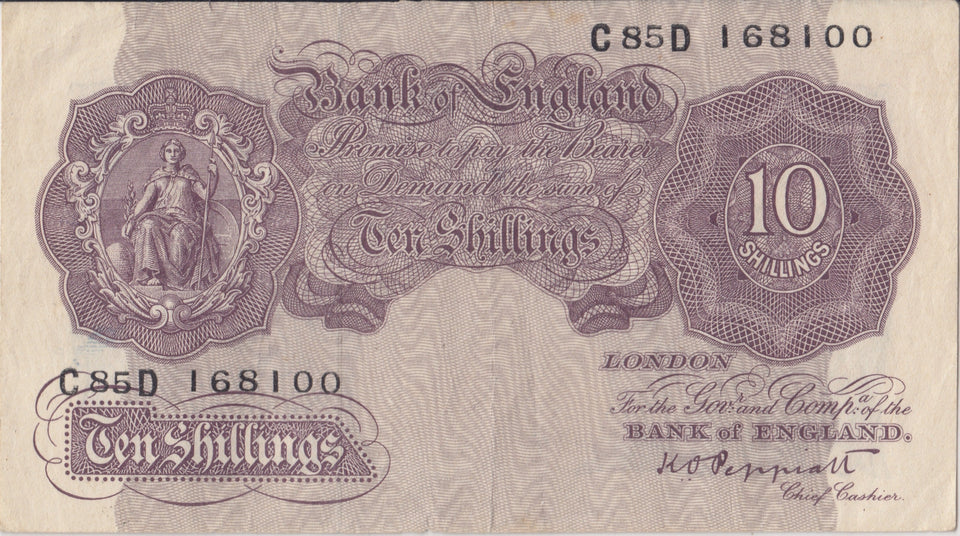 C85D 168100
Bank of England
Promise to pay the Bearer
on Demand the sum of
Ten Shillings
10
SHILLINGS
C85D 168100
Ten Shillings
LONDON
For the Govr. and Compa. of the
BANK of ENGLAND.
K O Peppiatt
Chief Cashier.